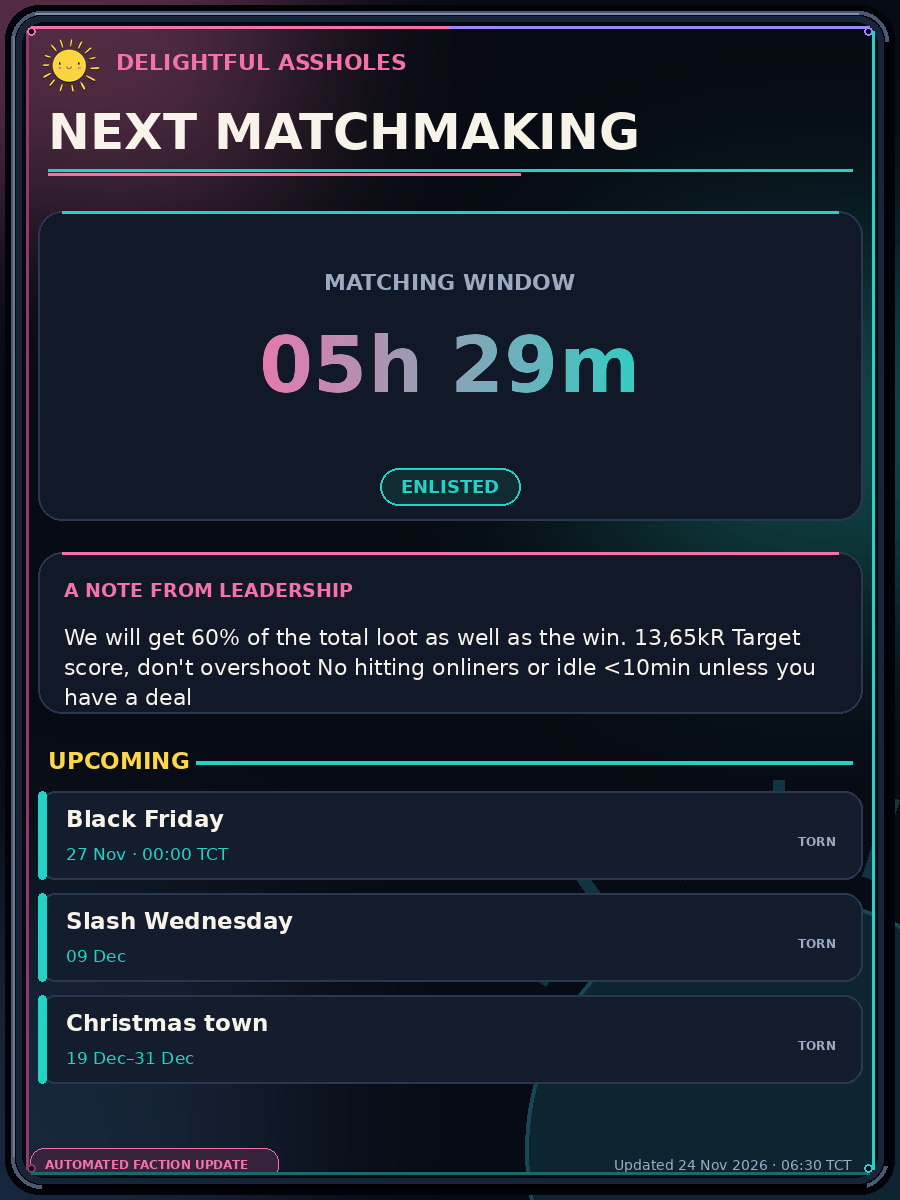 DELIGHTFUL ASSHOLES
NEXT MATCHMAKING
MATCHING WINDOW
05h 29m
ENLISTED
A NOTE FROM LEADERSHIP
We will get 60% of the total loot as well as the win. 13,65kR Target
score, don't overshoot No hitting onliners or idle <10min unless you
have a deal
UPCOMING
Black Friday
27 Nov · 00:00 TCT
TORN
Slash Wednesday
09 Dec
TORN
Christmas town
19 Dec–31 Dec
TORN
AUTOMATED FACTION UPDATE
Updated 24 Nov 2026 · 06:30 TCT